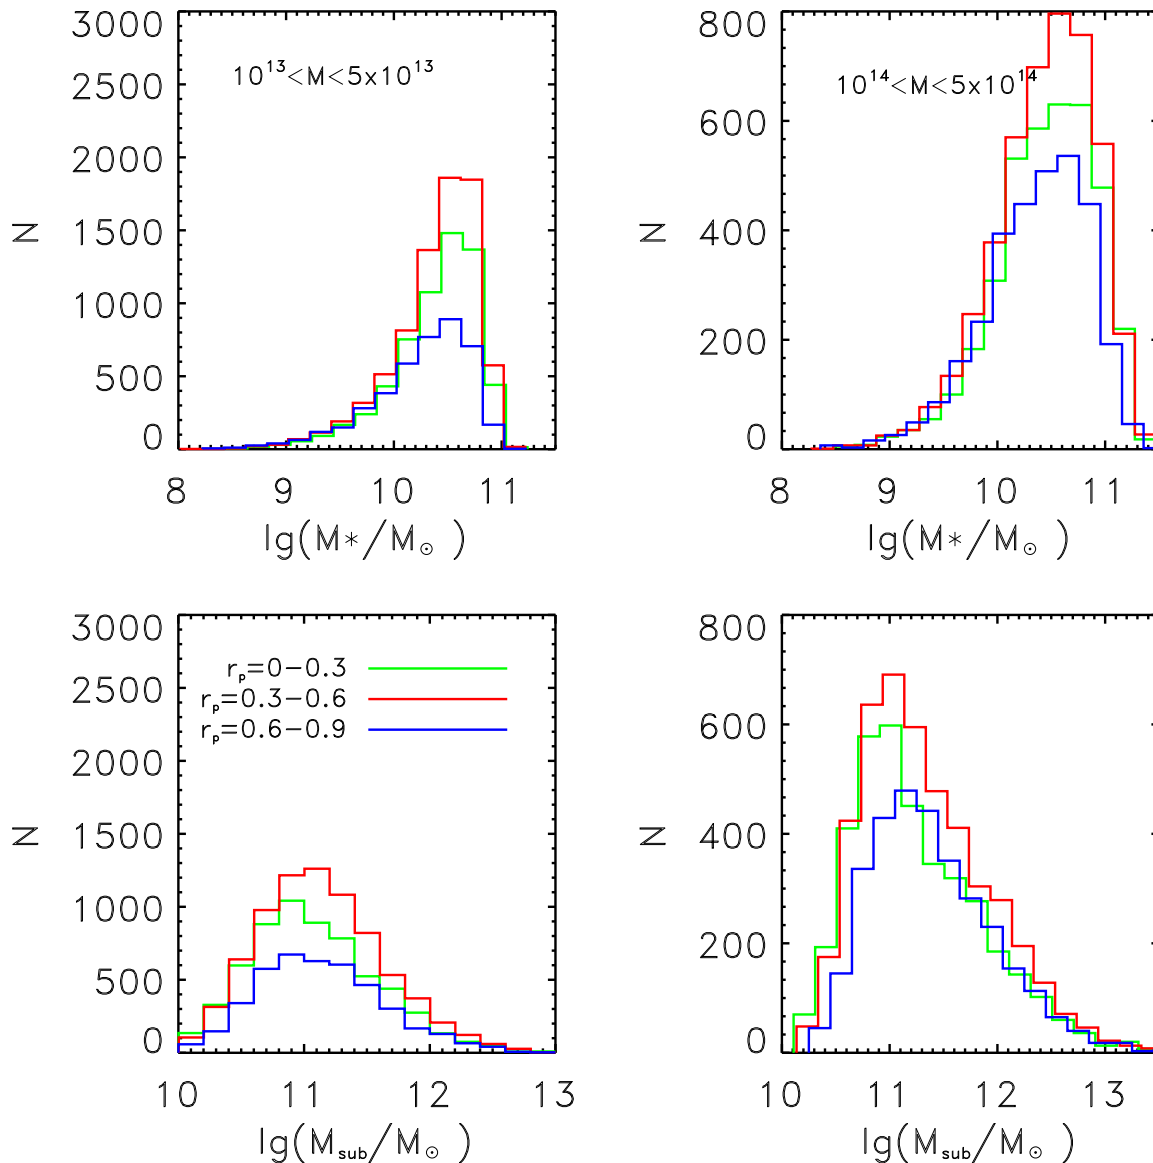 3000
2500
2000
1500
1000
500
0
N
10^13<M<5x10^13
8 9 10 11
lg(M*/M⊙ )
800
600
400
200
0
N
10^14<M<5x10^14
8 9 10 11
lg(M*/M⊙ )
3000
2500
2000
1500
1000
500
0
N
r_p=0−0.3
r_p=0.3−0.6
r_p=0.6−0.9
10 11 12 13
lg(M_sub/M⊙ )
800
600
400
200
0
N
10 11 12 13
lg(M_sub/M⊙ )